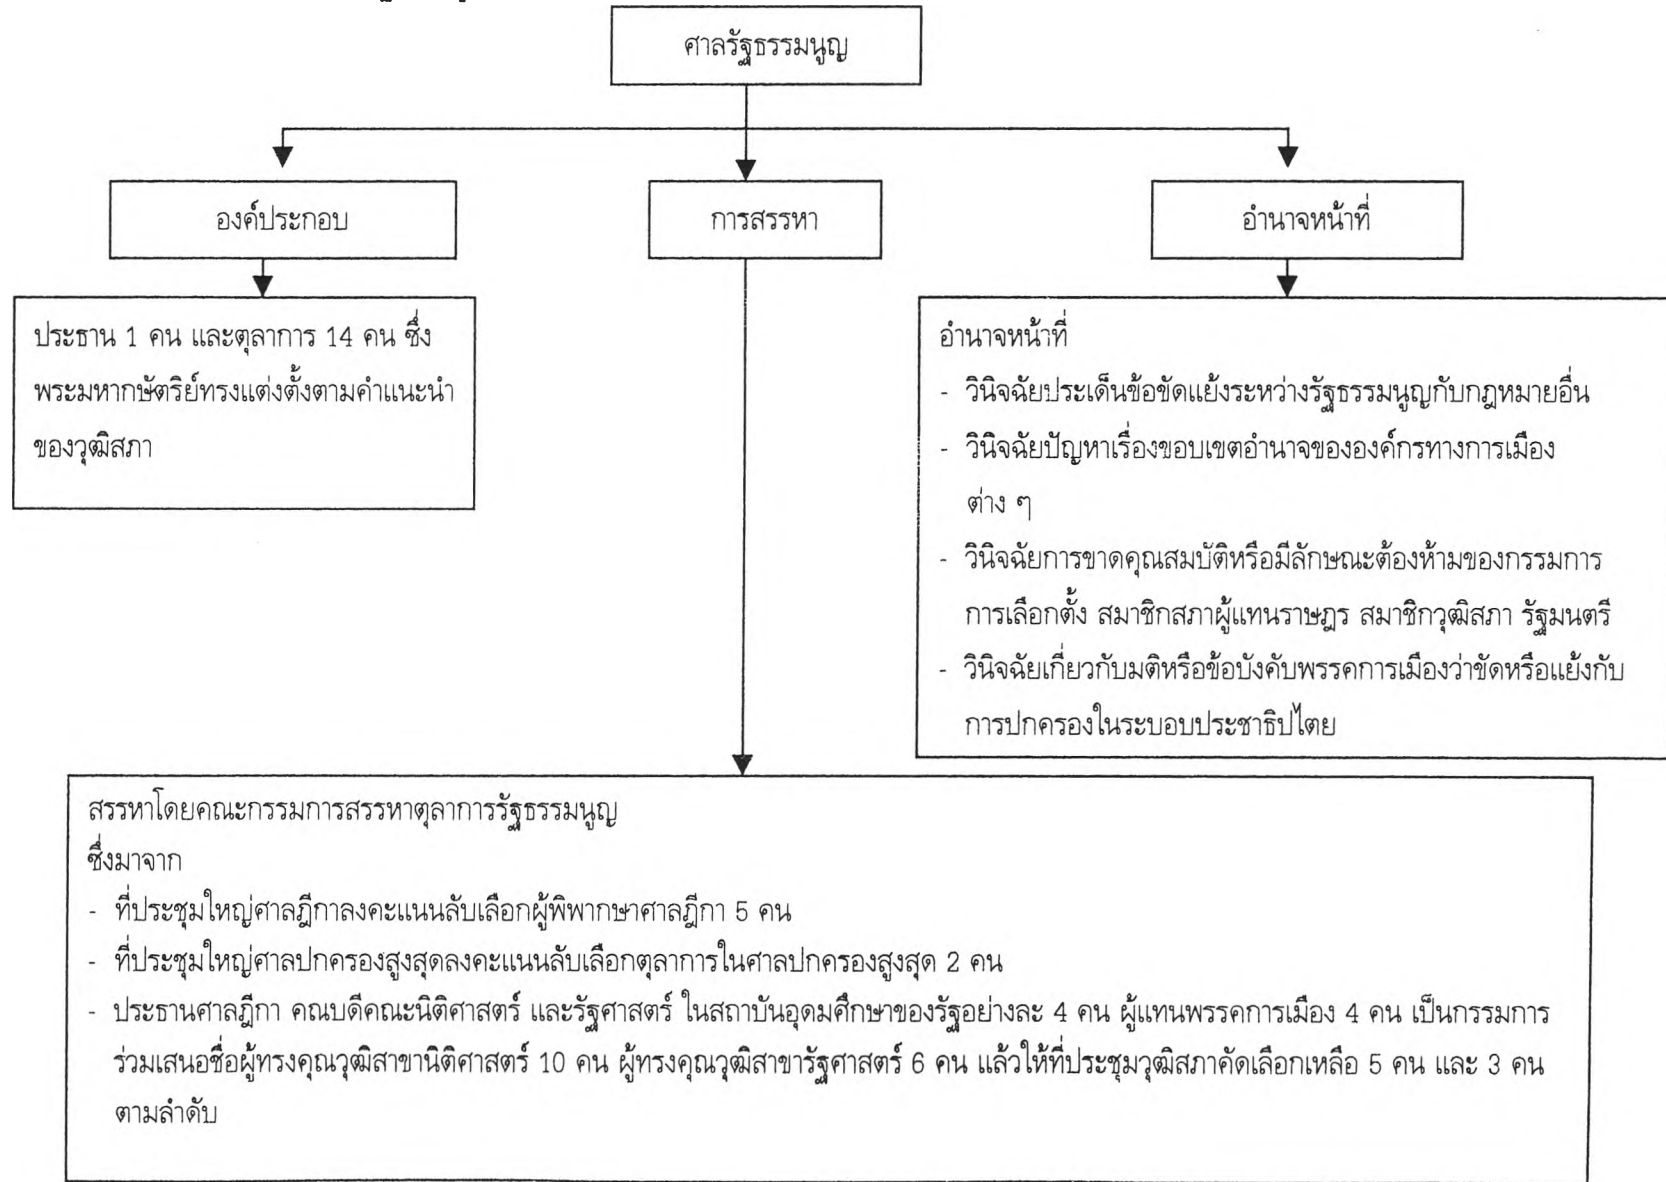 ศาลรัฐธรรมนูญ
องค์ประกอบ
การสรรหา
อำนาจหน้าที่
ประธาน 1 คน และตุลาการ 14 คน ซึ่ง
พระมหากษัตริย์ทรงแต่งตั้งตามคำแนะนำ
ของวุฒิสภา
อำนาจหน้าที่
- วินิจฉัยประเด็นข้อขัดแย้งระหว่างรัฐธรรมนูญกับกฎหมายอื่น
- วินิจฉัยปัญหาเรื่องขอบเขตอำนาจขององค์กรทางการเมือง
ต่าง ๆ
- วินิจฉัยการขาดคุณสมบัติหรือมีลักษณะต้องห้ามของกรรมการ
การเลือกตั้ง สมาชิกสภาผู้แทนราษฎร สมาชิกวุฒิสภา รัฐมนตรี
- วินิจฉัยเกี่ยวกับมติหรือข้อบังคับพรรคการเมืองว่าขัดหรือแย้งกับ
การปกครองในระบอบประชาธิปไตย
สรรหาโดยคณะกรรมการสรรหาตุลาการรัฐธรรมนูญ
ซึ่งมาจาก
- ที่ประชุมใหญ่ศาลฎีกาลงคะแนนลับเลือกผู้พิพากษาศาลฎีกา 5 คน
- ที่ประชุมใหญ่ศาลปกครองสูงสุดลงคะแนนลับเลือกตุลาการในศาลปกครองสูงสุด 2 คน
- ประธานศาลฎีกา คณบดีคณะนิติศาสตร์ และรัฐศาสตร์ ในสถาบันอุดมศึกษาของรัฐอย่างละ 4 คน ผู้แทนพรรคการเมือง 4 คน เป็นกรรมการ
ร่วมเสนอชื่อผู้ทรงคุณวุฒิสาขานิติศาสตร์ 10 คน ผู้ทรงคุณวุฒิสาขารัฐศาสตร์ 6 คน แล้วให้ที่ประชุมวุฒิสภาคัดเลือกเหลือ 5 คน และ 3 คน
ตามลำดับ